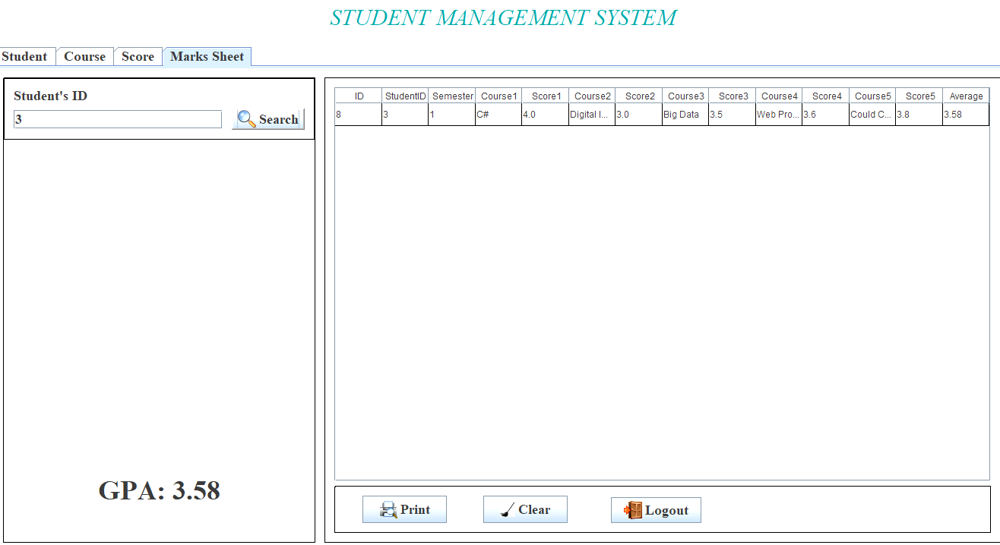 STUDENT MANAGEMENT SYSTEM
Student Course Score Marks Sheet
Student's ID
3 Search
GPA: 3.58
ID StudentID Semester Course1 Score1 Course2 Score2 Course3 Score3 Course4 Score4 Course5 Score5 Average
8 3 1 C# 4.0 Digital I... 3.0 Big Data 3.5 Web Pro... 3.6 Could C... 3.8 3.58
Print Clear Logout